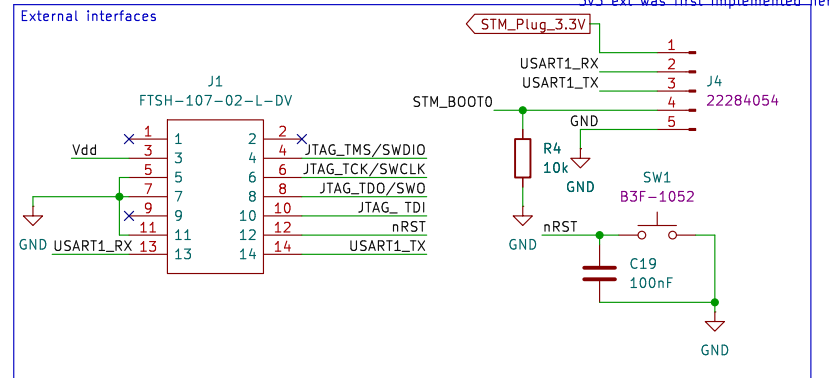 3V3 ext was first implemented her
External interfaces
STM_Plug_3.3V
1
USART1_RX 2
USART1_TX 3
STM_BOOT0 4
GND 5
J4
22284054
J1
FTSH-107-02-L-DV
1 1 2 2
Vdd 3 3 4 4 JTAG_TMS/SWDIO
5 5 6 6 JTAG_TCK/SWCLK
7 7 8 8 JTAG_TDO/SWO
9 9 10 10 JTAG_ TDI
11 11 12 12 nRST
USART1_RX 13 13 14 14 USART1_TX
GND
R4
10k
GND
GND
SW1
B3F-1052
nRST
C19
100nF
GND